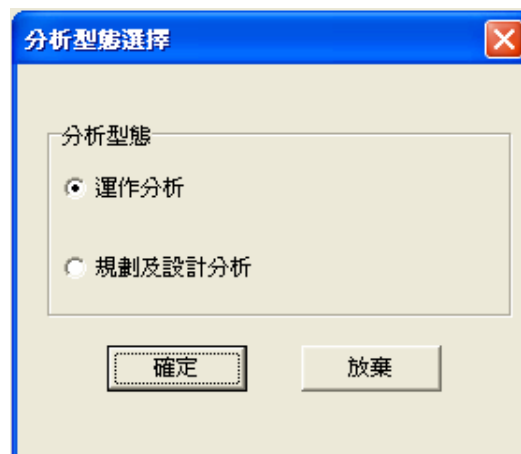 分析型態選擇
分析型態
運作分析
規劃及設計分析
確定
放棄